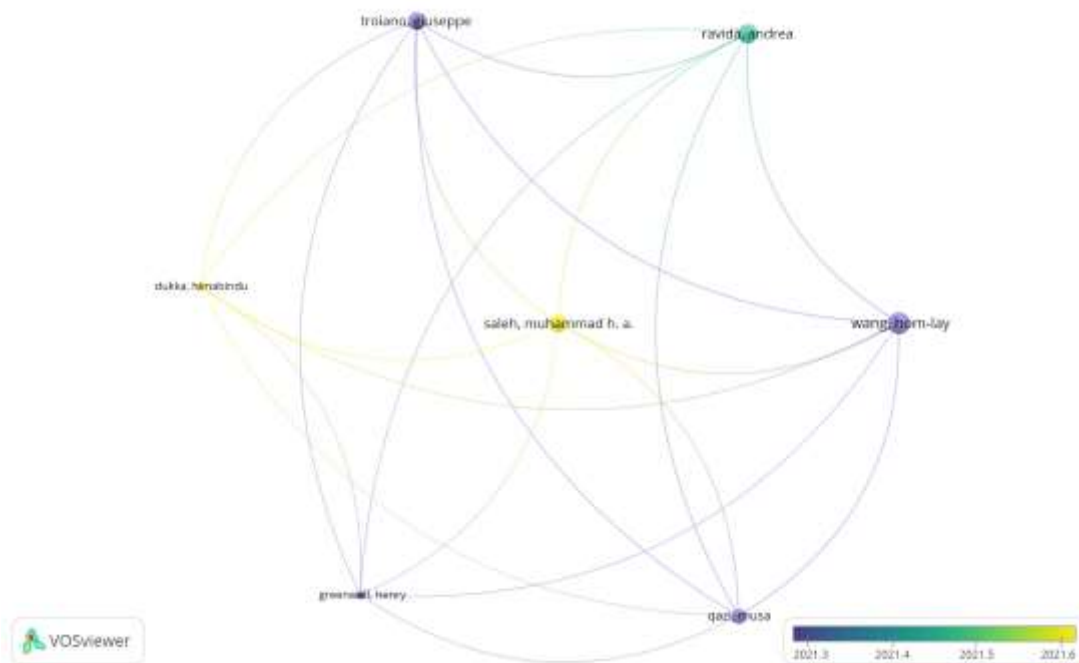 troiano, giuseppe
ravida, andrea
dukka, himabindu
saleh, muhammad h. a.
wang, hom-lay
greenwell, henry
qazi, musa
VOSviewer
2021.3 2021.4 2021.5 2021.6